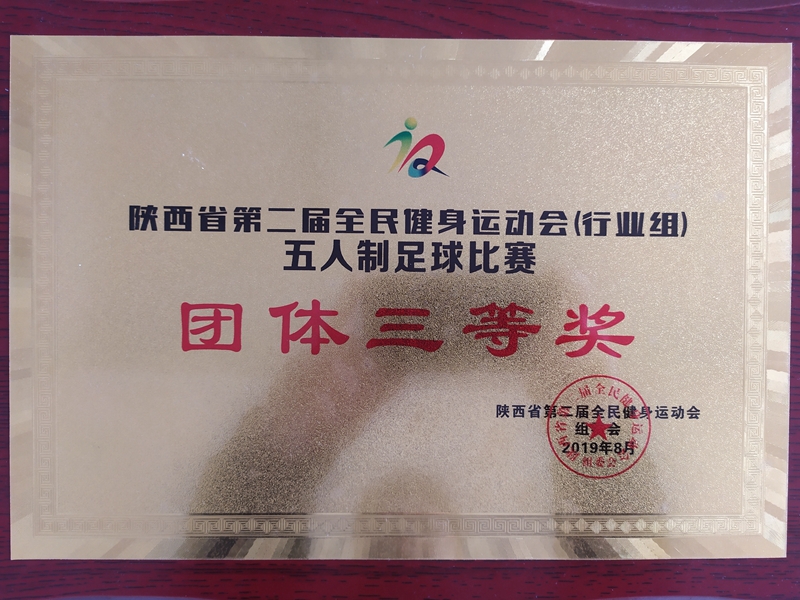 陕西省第二届全民健身运动会(行业组)
五人制足球比赛
团体三等奖
陕西省第二届全民健身运动会
组 会
2019年8月